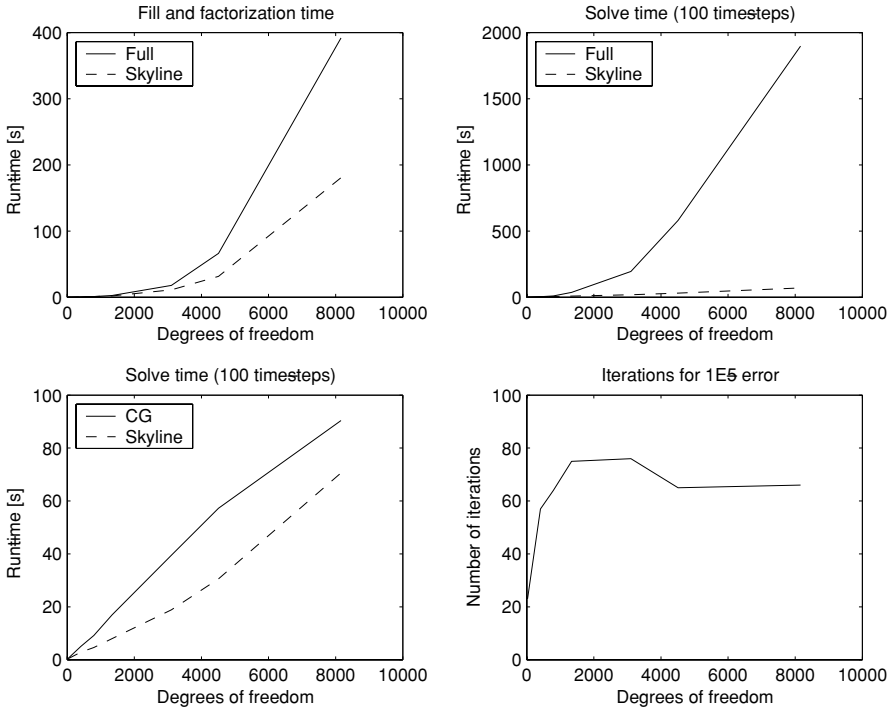 Fill and factorization time
Full
Skyline
400
300
200
100
0
Runtime [s]
0 2000 4000 6000 8000 10000
Degrees of freedom
Solve time (100 timesteps)
Full
Skyline
2000
1500
1000
500
0
Runtime [s]
0 2000 4000 6000 8000 10000
Degrees of freedom
Solve time (100 timesteps)
CG
Skyline
100
80
60
40
20
0
Runtime [s]
0 2000 4000 6000 8000 10000
Degrees of freedom
Iterations for 1E5 error
100
80
60
40
20
0
Number of iterations
0 2000 4000 6000 8000 10000
Degrees of freedom